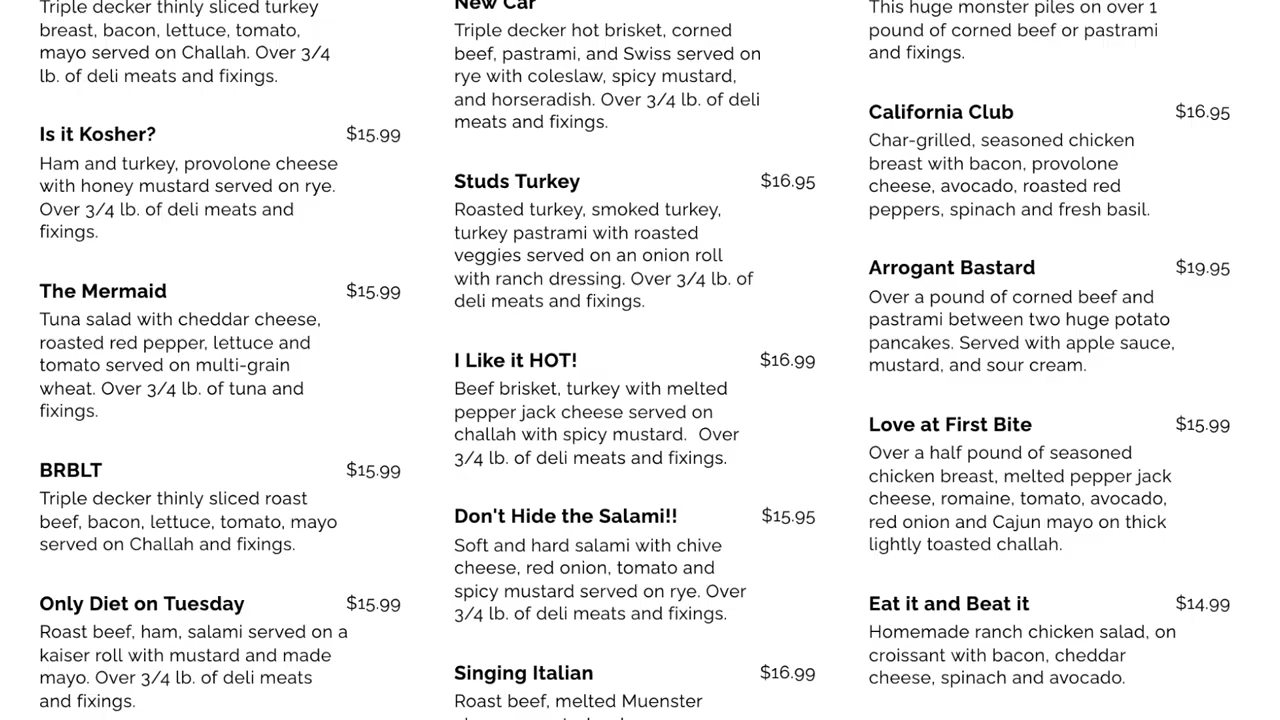 Triple decker thinly sliced turkey
breast, bacon, lettuce, tomato,
mayo served on Challah. Over 3/4
lb. of deli meats and fixings.
Is it Kosher? $15.99
Ham and turkey, provolone cheese
with honey mustard served on rye.
Over 3/4 lb. of deli meats and
fixings.
The Mermaid $15.99
Tuna salad with cheddar cheese,
roasted red pepper, lettuce and
tomato served on multi-grain
wheat. Over 3/4 lb. of tuna and
fixings.
BRBLT $15.99
Triple decker thinly sliced roast
beef, bacon, lettuce, tomato, mayo
served on Challah and fixings.
Only Diet on Tuesday $15.99
Roast beef, ham, salami served on a
kaiser roll with mustard and made
mayo. Over 3/4 lb. of deli meats
and fixings.
New Car
Triple decker hot brisket, corned
beef, pastrami, and Swiss served on
rye with coleslaw, spicy mustard,
and horseradish. Over 3/4 lb. of deli
meats and fixings.
Studs Turkey $16.95
Roasted turkey, smoked turkey,
turkey pastrami with roasted
veggies served on an onion roll
with ranch dressing. Over 3/4 lb. of
deli meats and fixings.
I Like it HOT! $16.99
Beef brisket, turkey with melted
pepper jack cheese served on
challah with spicy mustard.  Over
3/4 lb. of deli meats and fixings.
Don't Hide the Salami!! $15.95
Soft and hard salami with chive
cheese, red onion, tomato and
spicy mustard served on rye. Over
3/4 lb. of deli meats and fixings.
Singing Italian $16.99
Roast beef, melted Muenster
This huge monster piles on over 1
pound of corned beef or pastrami
and fixings.
California Club $16.95
Char-grilled, seasoned chicken
breast with bacon, provolone
cheese, avocado, roasted red
peppers, spinach and fresh basil.
Arrogant Bastard $19.95
Over a pound of corned beef and
pastrami between two huge potato
pancakes. Served with apple sauce,
mustard, and sour cream.
Love at First Bite $15.99
Over a half pound of seasoned
chicken breast, melted pepper jack
cheese, romaine, tomato, avocado,
red onion and Cajun mayo on thick
lightly toasted challah.
Eat it and Beat it $14.99
Homemade ranch chicken salad, on
croissant with bacon, cheddar
cheese, spinach and avocado.